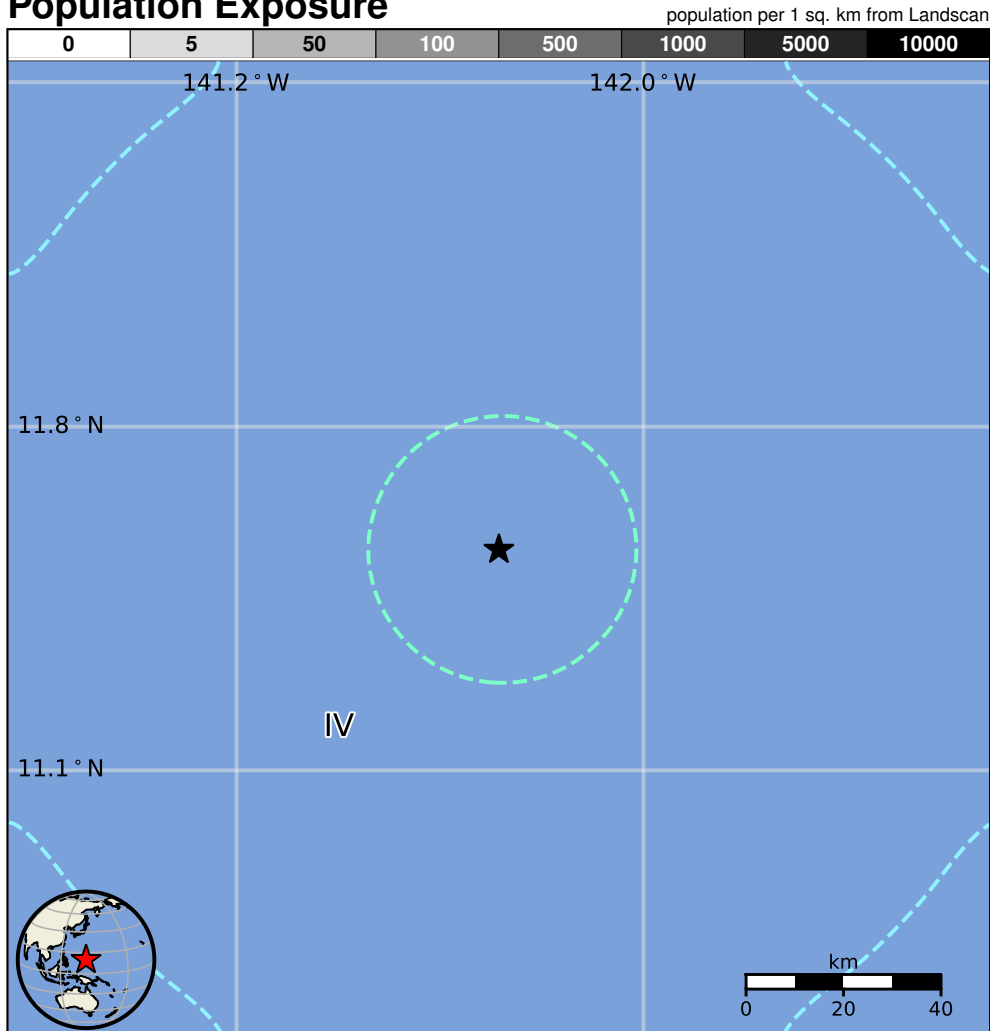 Population Exposure
population per 1 sq. km from Landscan
0 5 50 100 500 1000 5000 10000
141.2°W 142.0°W
11.8°N
IV
11.1°N
km
0 20 40